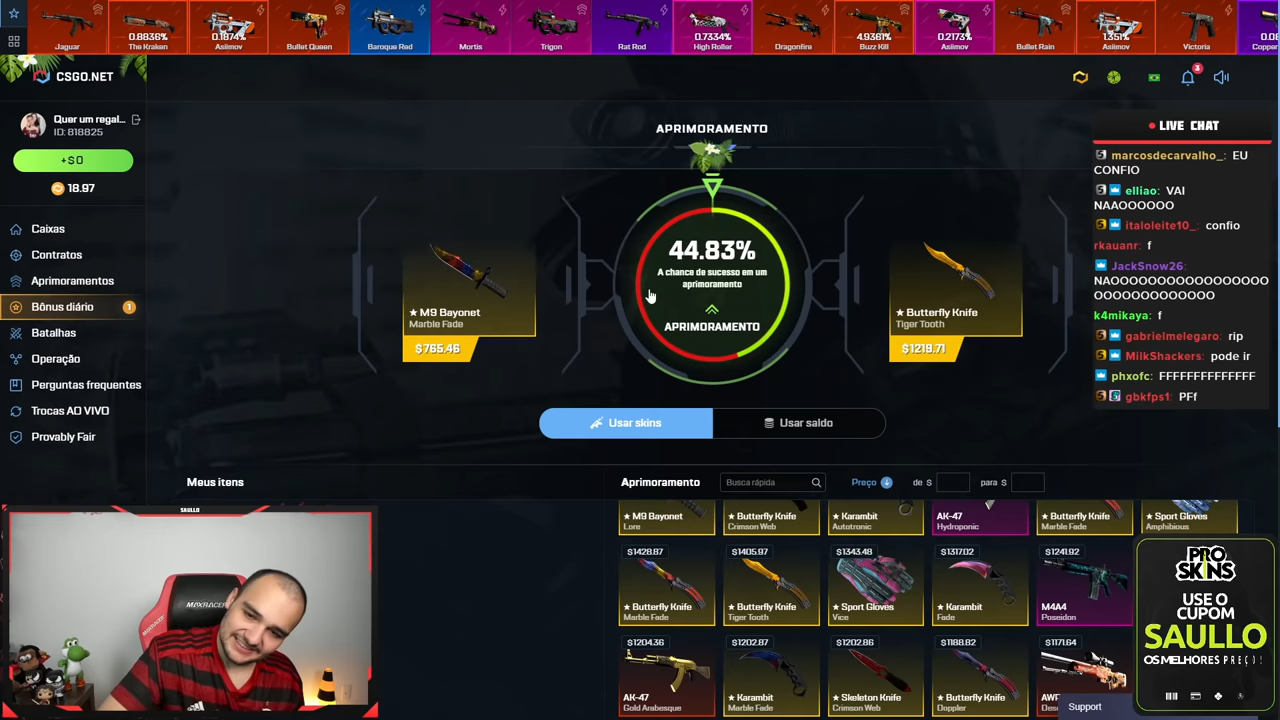 Jaguar
0.8836%
The Kraken
0.1674%
Asiimov
Bullet Queen
Baroque Red
Mortis
Trigon
Rat Rod
0.7334%
High Roller
Dragonfire
4.9361%
Buzz Kill
0.2173%
Asiimov
Bullet Rain
1.351%
Asiimov
Victoria
CSGO.NET
3
Quer um regal...
ID: 818825
+$0
18.97
Caixas
Contratos
Aprimoramentos
Bônus diário 1
Batalhas
Operação
Perguntas frequentes
Trocas AO VIVO
Provably Fair
APRIMORAMENTO
★ M9 Bayonet
Marble Fade
$765.46
44.83%
A chance de sucesso em um
aprimoramento
APRIMORAMENTO
★ Butterfly Knife
Tiger Tooth
$1219.71
Usar skins
Usar saldo
LIVE CHAT
marcosdecarvalho_: EU
CONFIO
elliao: VAI
NAAOOOOOO
italoleite10_: confio
rkauanr: f
JackSnow26:
NAOOOOOOOOOOOOOOOOO
OOOOOOOOOOOOO
k4mikaya: f
gabrielmelegaro: rip
MilkShackers: pode ir
phxofc: FFFFFFFFFFFFFF
gbkfps1: PFf
Meus itens
Aprimoramento
Busca rápida
Preço
de $
para $
★ M9 Bayonet
Lore
★ Butterfly Knife
Crimson Web
★ Karambit
Autotronic
AK-47
Hydroponic
★ Butterfly Knife
Marble Fade
★ Sport Gloves
Amphibious
$1428.87
★ Butterfly Knife
Marble Fade
$1405.97
★ Butterfly Knife
Tiger Tooth
$1343.48
★ Sport Gloves
Vice
$1317.02
★ Karambit
Fade
$1241.92
M4A4
Poseidon
$1204.36
AK-47
Gold Arabesque
$1202.87
★ Karambit
Marble Fade
$1202.86
★ Skeleton Knife
Crimson Web
$1188.82
★ Butterfly Knife
Doppler
$1171.64
Support
SAULLO
MAXRACER
PRO
SKINS
USE O
CUPOM
SAULLO
OS MELHORES PREÇO